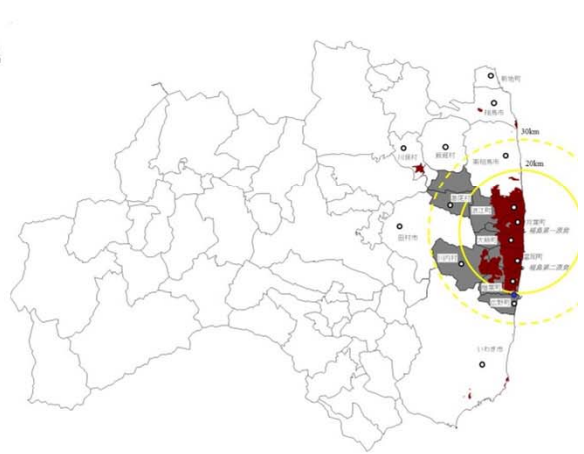 新地町
相馬市
30km
川俣村
飯舘村
南相馬市
20km
葛尾村
浪江町
双葉町
福島第一原発
大熊町
田村市
川内村
富岡町
福島第二原発
楢葉町
広野町
いわき市